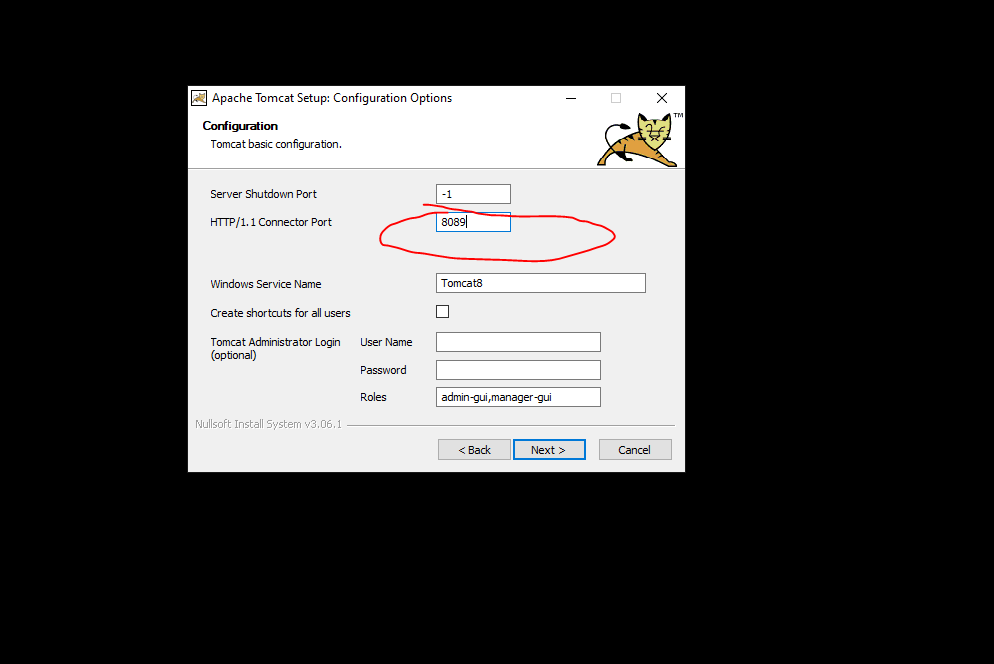 Apache Tomcat Setup: Configuration Options
Configuration
Tomcat basic configuration.
TM
Server Shutdown Port -1
HTTP/1.1 Connector Port 8089
Windows Service Name Tomcat8
Create shortcuts for all users
Tomcat Administrator Login User Name
(optional)
Password
Roles admin-gui,manager-gui
Nullsoft Install System v3.06.1
< Back Next > Cancel